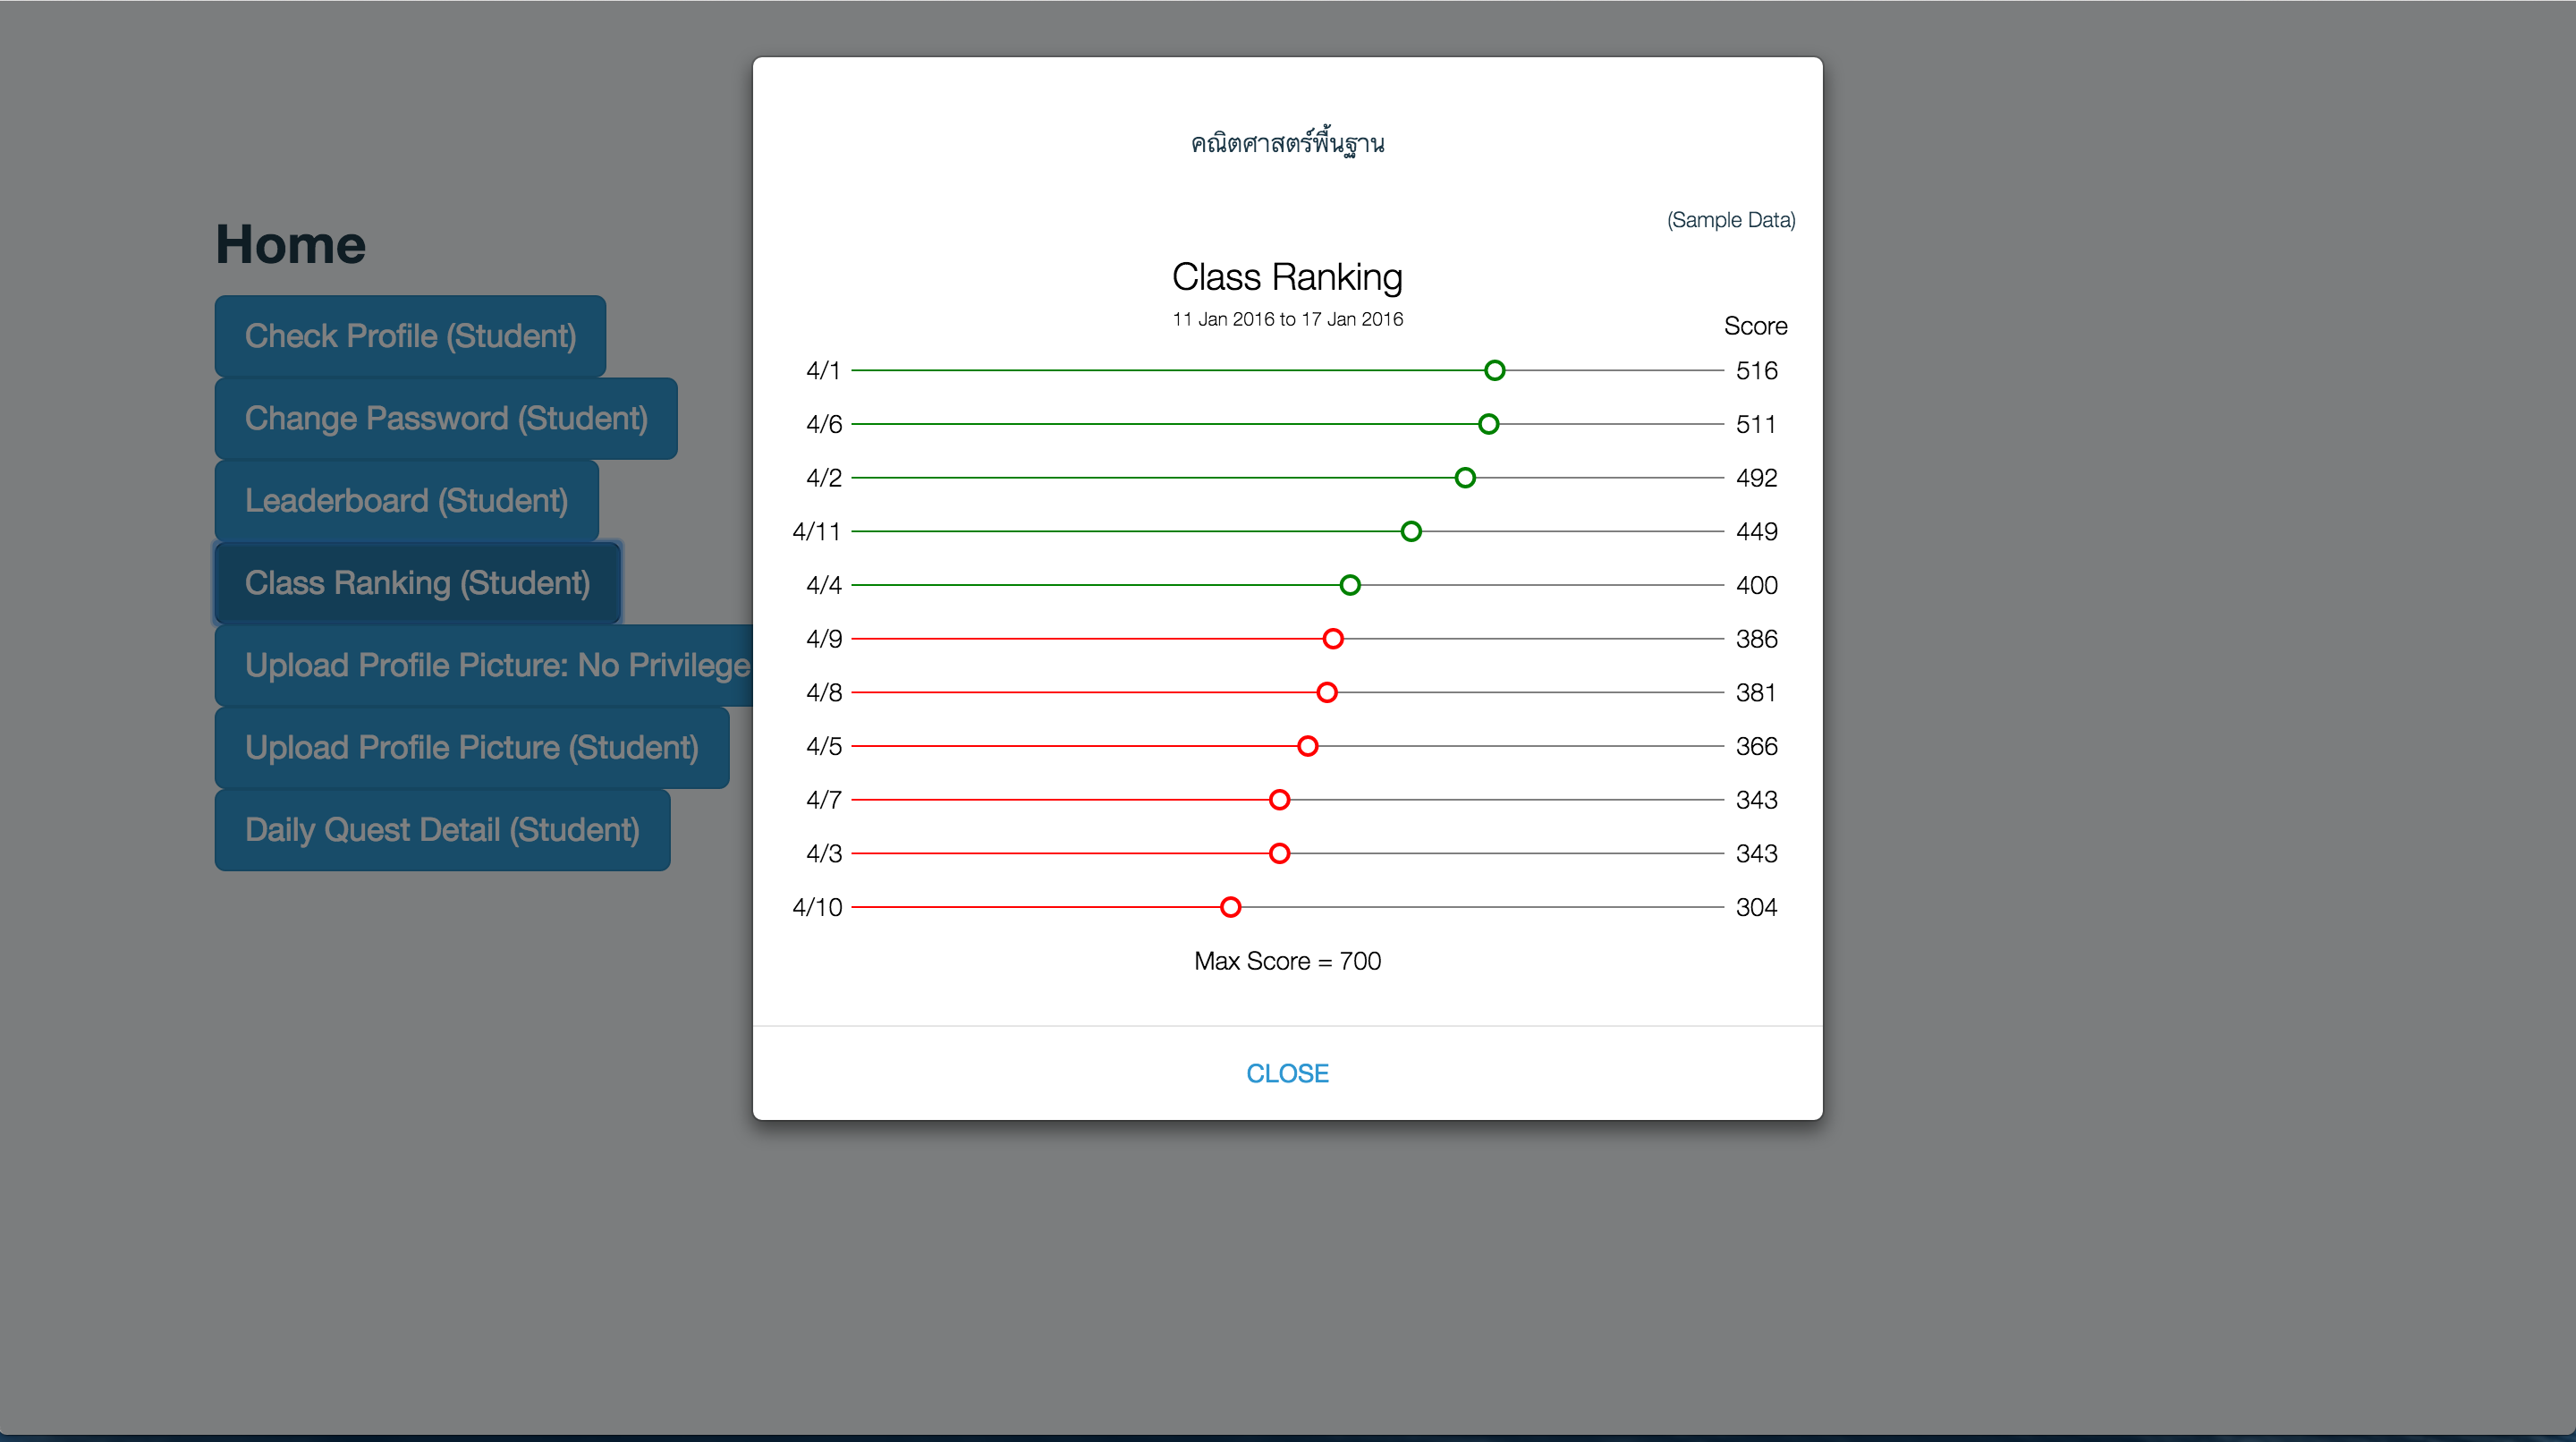 Home
Check Profile (Student)
Change Password (Student)
Leaderboard (Student)
Class Ranking (Student)
Upload Profile Picture: No Privilege
Upload Profile Picture (Student)
Daily Quest Detail (Student)
คณิตศาสตร์พื้นฐาน
(Sample Data)
Class Ranking
11 Jan 2016 to 17 Jan 2016
Score
4/1 516
4/6 511
4/2 492
4/11 449
4/4 400
4/9 386
4/8 381
4/5 366
4/7 343
4/3 343
4/10 304
Max Score = 700
CLOSE